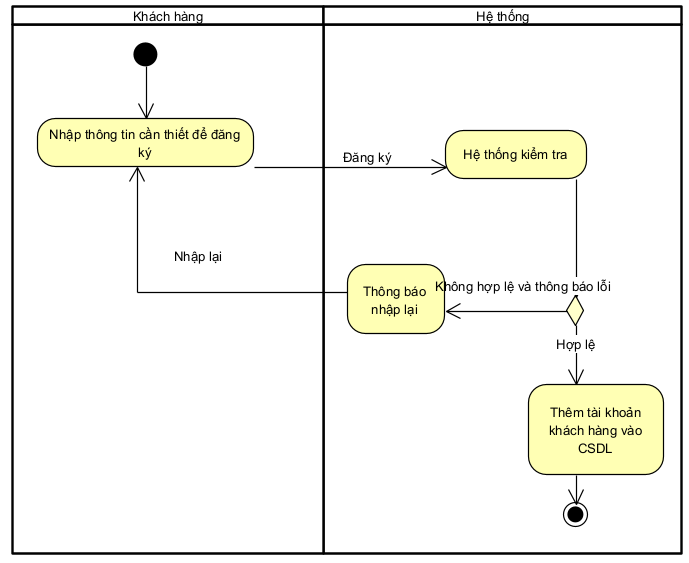 Khách hàng
Hệ thống
Nhập thông tin cần thiết để đăng
ký
Đăng ký
Hệ thống kiểm tra
Nhập lại
Thông báo
nhập lại
Không hợp lệ và thông báo lỗi
Hợp lệ
Thêm tài khoản
khách hàng vào
CSDL